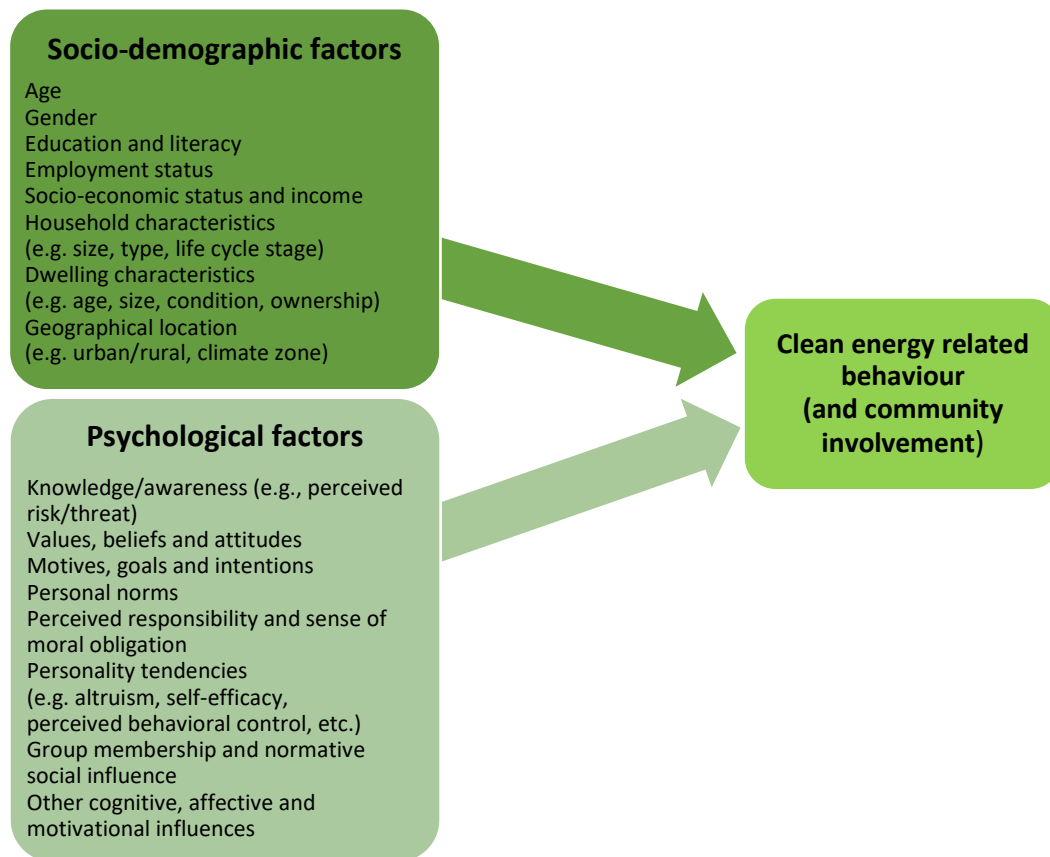 Socio-demographic factors
Age
Gender
Education and literacy
Employment status
Socio-economic status and income
Household characteristics
(e.g. size, type, life cycle stage)
Dwelling characteristics
(e.g. age, size, condition, ownership)
Geographical location
(e.g. urban/rural, climate zone)
Psychological factors
Knowledge/awareness (e.g., perceived
risk/threat)
Values, beliefs and attitudes
Motives, goals and intentions
Personal norms
Perceived responsibility and sense of
moral obligation
Personality tendencies
(e.g. altruism, self-efficacy,
perceived behavioral control, etc.)
Group membership and normative
social influence
Other cognitive, affective and
motivational influences
Clean energy related
behaviour
(and community
involvement)